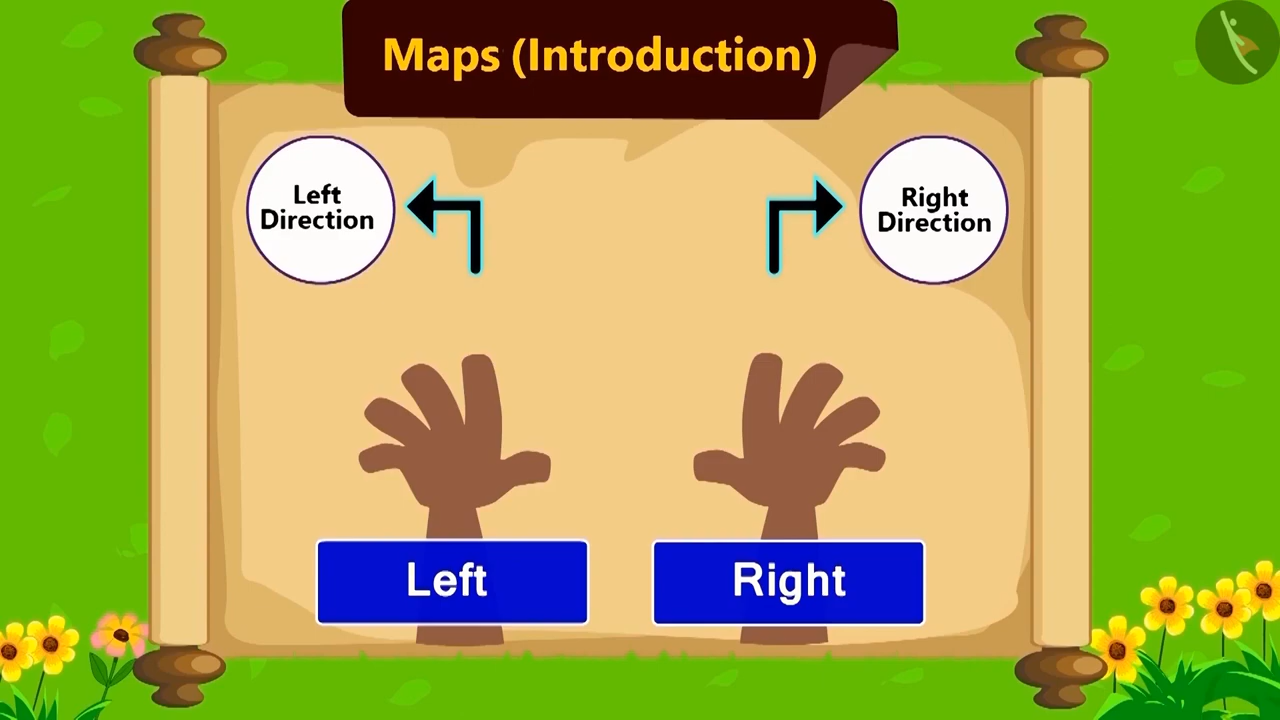 Maps (Introduction)
Left
Direction
Right
Direction
Left
Right